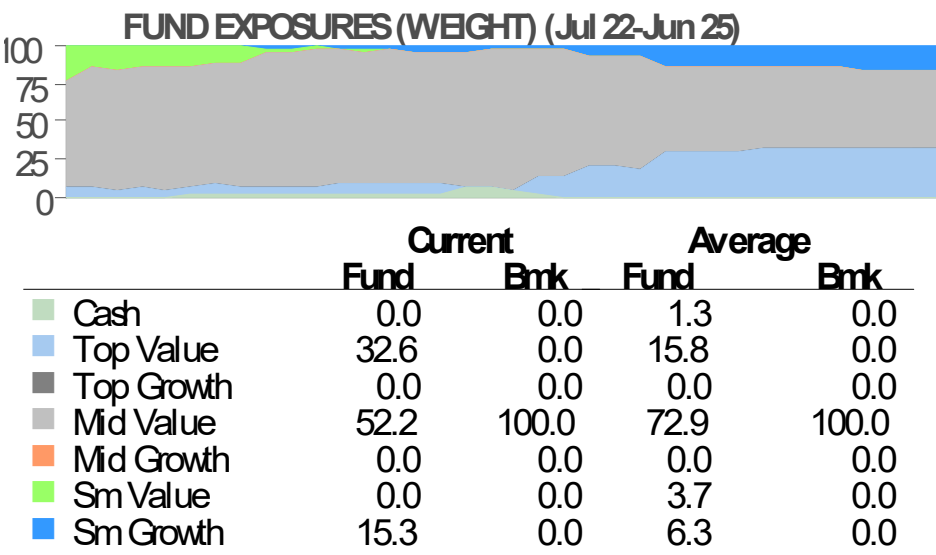 FUND EXPOSURES (WEIGHT) (Jul 22-Jun 25)
100
75
50
25
0
Current Average
Fund Bmk Fund Bmk
Cash 0.0 0.0 1.3 0.0
Top Value 32.6 0.0 15.8 0.0
Top Growth 0.0 0.0 0.0 0.0
Mid Value 52.2 100.0 72.9 100.0
Mid Growth 0.0 0.0 0.0 0.0
Sm Value 0.0 0.0 3.7 0.0
Sm Growth 15.3 0.0 6.3 0.0